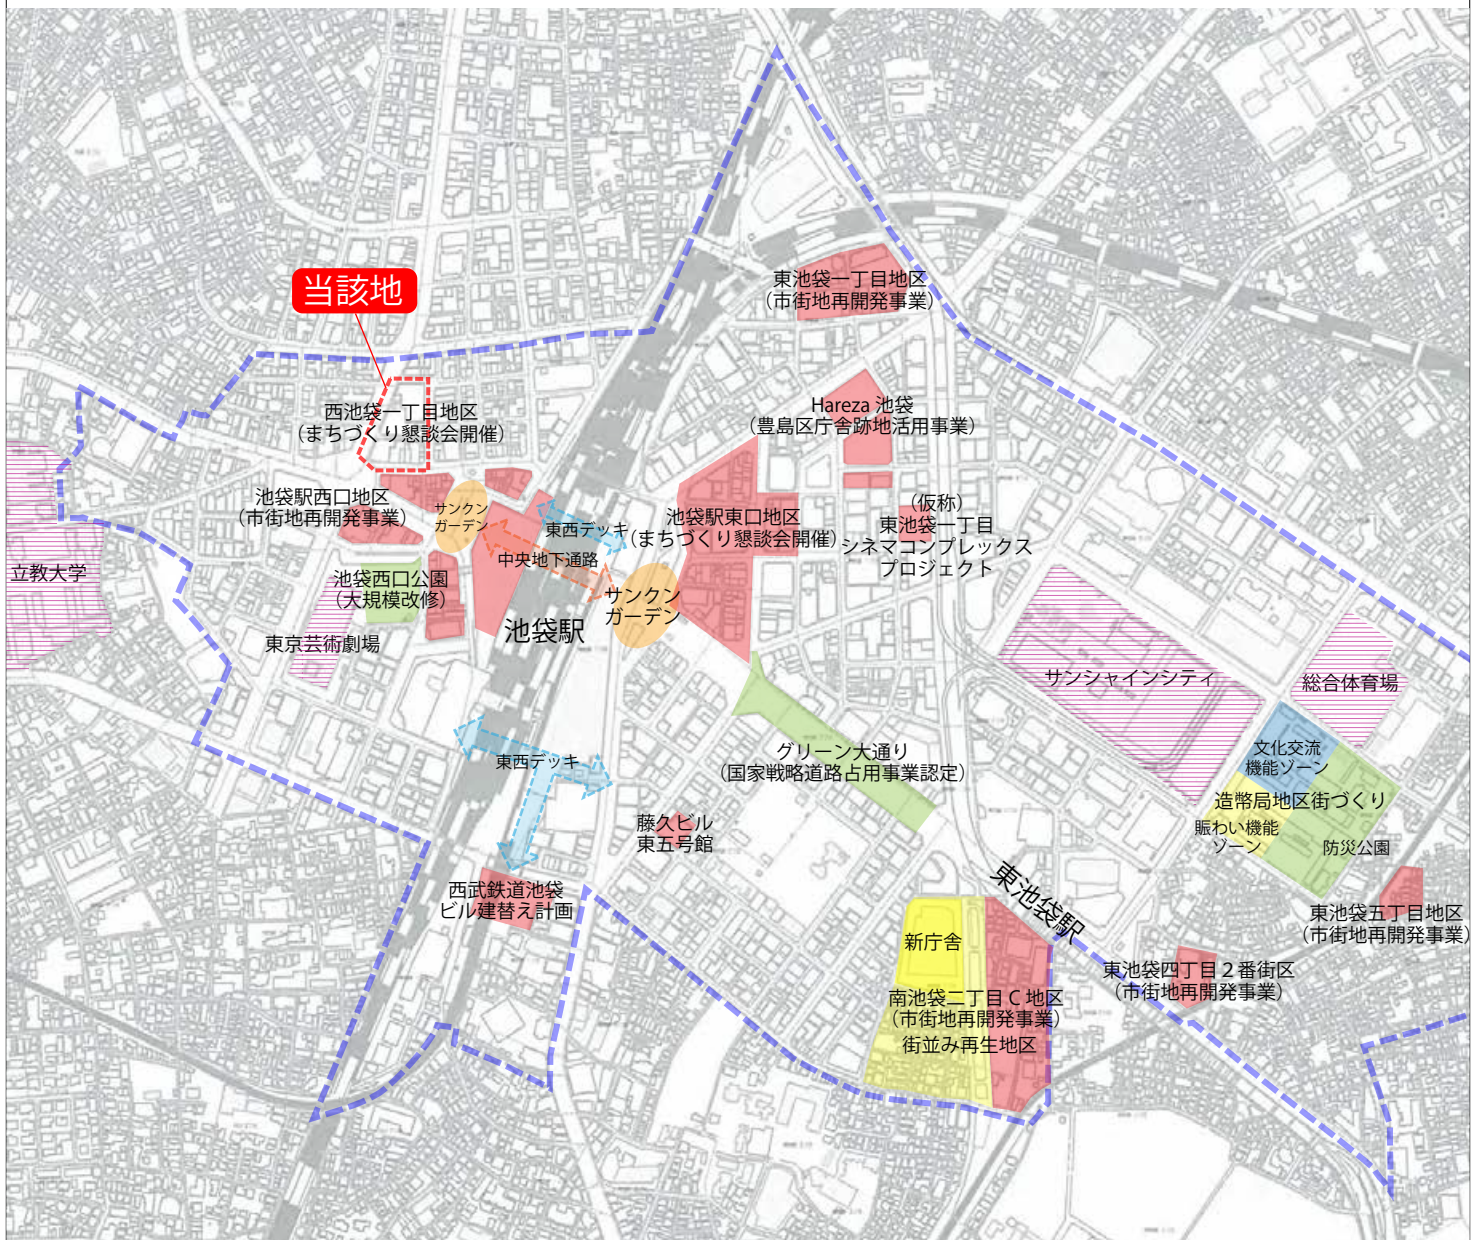 東池袋一丁目地区
（市街地再開発事業）
当該地
西池袋一丁目地区
（まちづくり懇談会開催）
Hareza 池袋
（豊島区庁舎跡地活用事業）
池袋駅西口地区
（市街地再開発事業）
サンクン
ガーデン
東西デッキ
中央地下通路
池袋駅東口地区
（まちづくり懇談会開催）
（仮称）
東池袋一丁目
シネマコンプレックス
プロジェクト
立教大学
池袋西口公園
（大規模改修）
サンクン
ガーデン
東京芸術劇場
池袋駅
サンシャインシティ
総合体育場
東西デッキ
グリーン大通り
（国家戦略道路占用事業認定）
文化交流
機能ゾーン
造幣局地区街づくり
賑わい機能
ゾーン
防災公園
藤久ビル
東五号館
西武鉄道池袋
ビル建替え計画
東池袋駅
東池袋五丁目地区
（市街地再開発事業）
新庁舎
東池袋四丁目２番街区
（市街地再開発事業）
南池袋二丁目 C 地区
（市街地再開発事業）
街並み再生地区